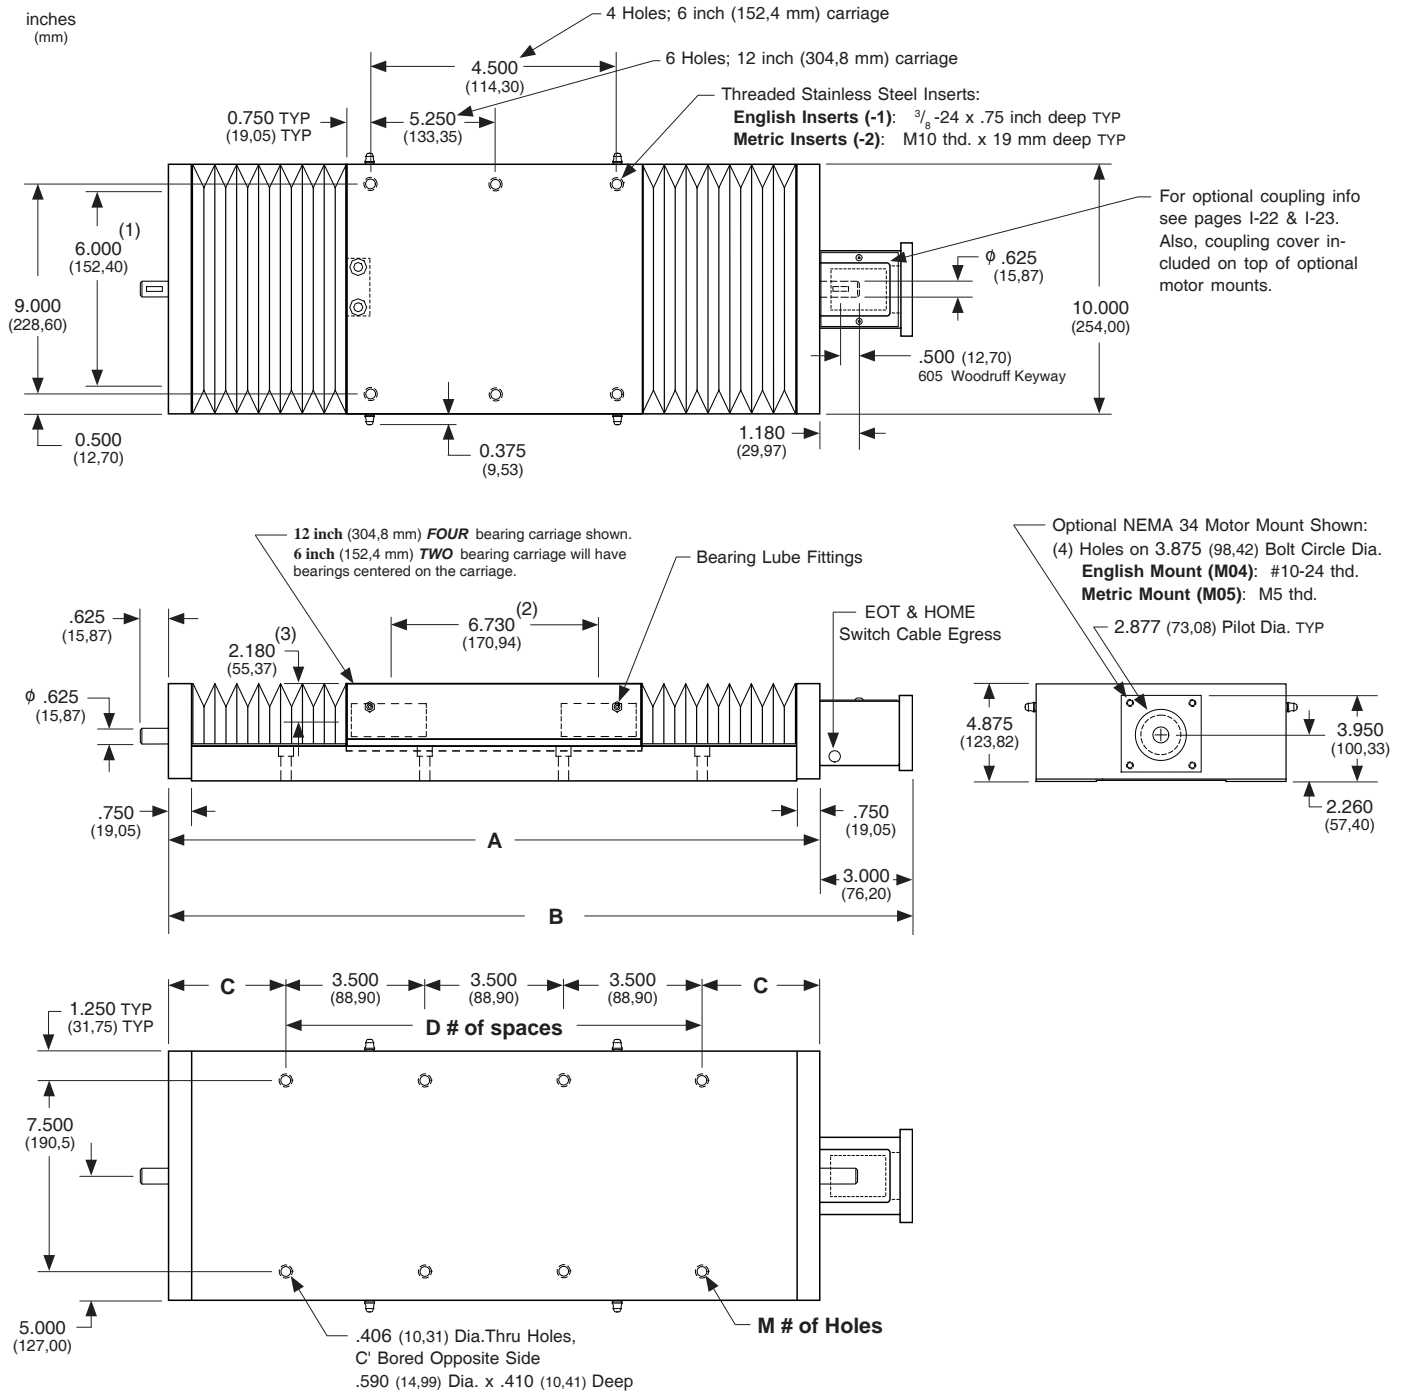 inches
(mm)
4 Holes; 6 inch (152,4 mm) carriage
4.500
(114,30)
6 Holes; 12 inch (304,8 mm) carriage
0.750 TYP
(19,05) TYP
5.250
(133,35)
Threaded Stainless Steel Inserts:
English Inserts (-1): 3/8 -24 x .75 inch deep TYP
Metric Inserts (-2): M10 thd. x 19 mm deep TYP
For optional coupling info
see pages I-22 & I-23.
Also, coupling cover in-
cluded on top of optional
motor mounts.
(1)
6.000
(152,40)
9.000
(228,60)
ϕ .625
(15,87)
10.000
(254,00)
.500 (12,70)
605 Woodruff Keyway
0.500
(12,70)
0.375
(9,53)
1.180
(29,97)
12 inch (304,8 mm) FOUR bearing carriage shown.
6 inch (152,4 mm) TWO bearing carriage will have
bearings centered on the carriage.
Bearing Lube Fittings
Optional NEMA 34 Motor Mount Shown:
(4) Holes on 3.875 (98,42) Bolt Circle Dia.
English Mount (M04): #10-24 thd.
Metric Mount (M05): M5 thd.
2.877 (73,08) Pilot Dia. TYP
.625
(15,87)
(3)
2.180
(55,37)
(2)
6.730
(170,94)
EOT & HOME
Switch Cable Egress
ϕ .625
(15,87)
4.875
(123,82)
3.950
(100,33)
2.260
(57,40)
.750
(19,05)
.750
(19,05)
A
3.000
(76,20)
B
C
3.500
(88,90)
3.500
(88,90)
3.500
(88,90)
C
1.250 TYP
(31,75) TYP
D # of spaces
7.500
(190,5)
5.000
(127,00)
.406 (10,31) Dia.Thru Holes,
C' Bored Opposite Side
.590 (14,99) Dia. x .410 (10,41) Deep
M # of Holes